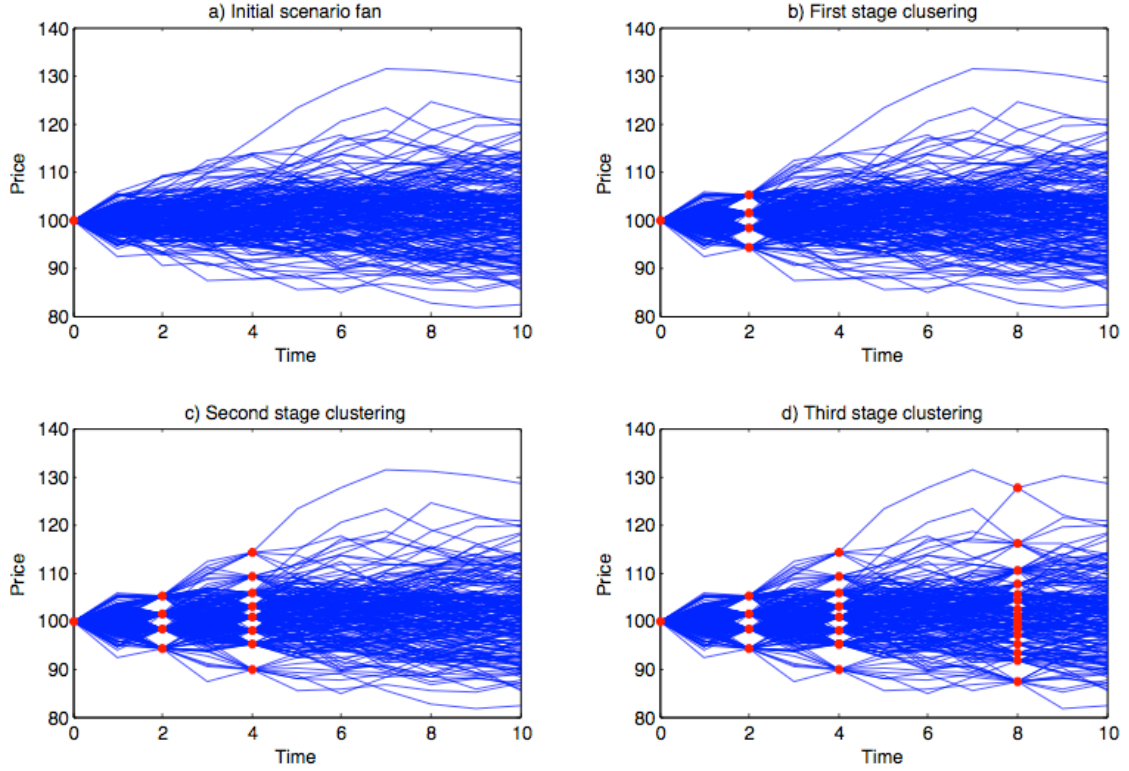 a) Initial scenario fan
140
130
120
110
100
90
80
Price
0 2 4 6 8 10
Time
b) First stage clusering
140
130
120
110
100
90
80
Price
0 2 4 6 8 10
Time
c) Second stage clustering
140
130
120
110
100
90
80
Price
0 2 4 6 8 10
Time
d) Third stage clustering
140
130
120
110
100
90
80
Price
0 2 4 6 8 10
Time